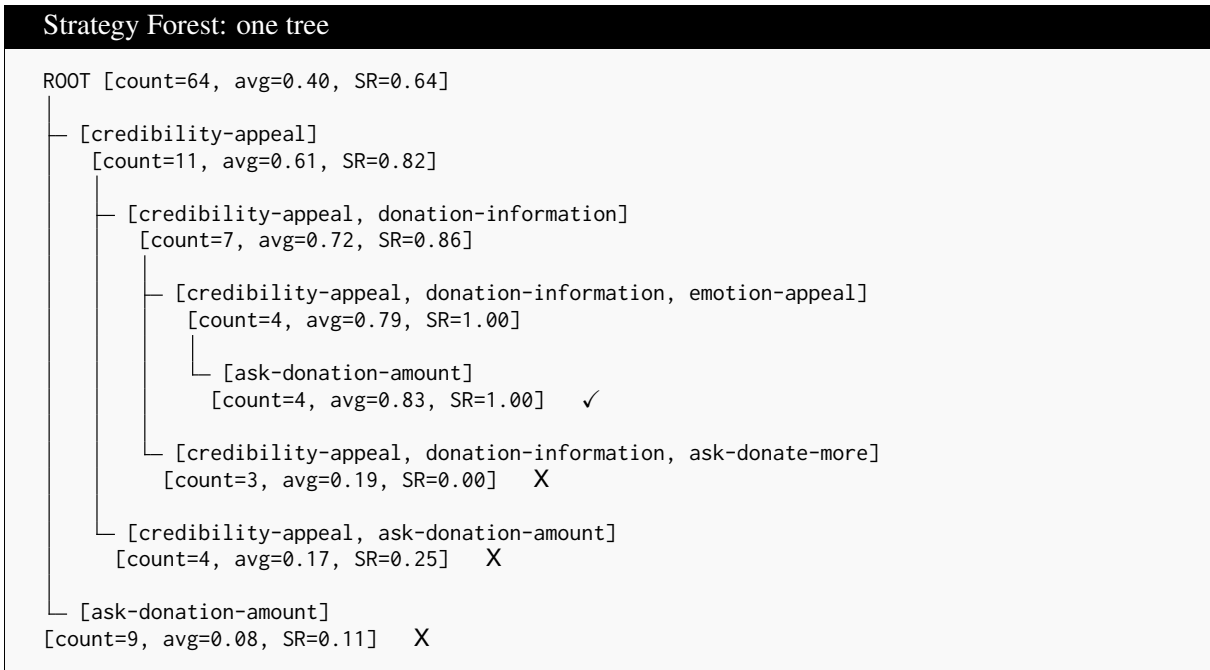 Strategy Forest: one tree
ROOT [count=64, avg=0.40, SR=0.64]
[credibility-appeal]
[count=11, avg=0.61, SR=0.82]
[credibility-appeal, donation-information]
[count=7, avg=0.72, SR=0.86]
[credibility-appeal, donation-information, emotion-appeal]
[count=4, avg=0.79, SR=1.00]
[ask-donation-amount]
[count=4, avg=0.83, SR=1.00] ✓
[credibility-appeal, donation-information, ask-donate-more]
[count=3, avg=0.19, SR=0.00] X
[credibility-appeal, ask-donation-amount]
[count=4, avg=0.17, SR=0.25] X
[ask-donation-amount]
[count=9, avg=0.08, SR=0.11] X